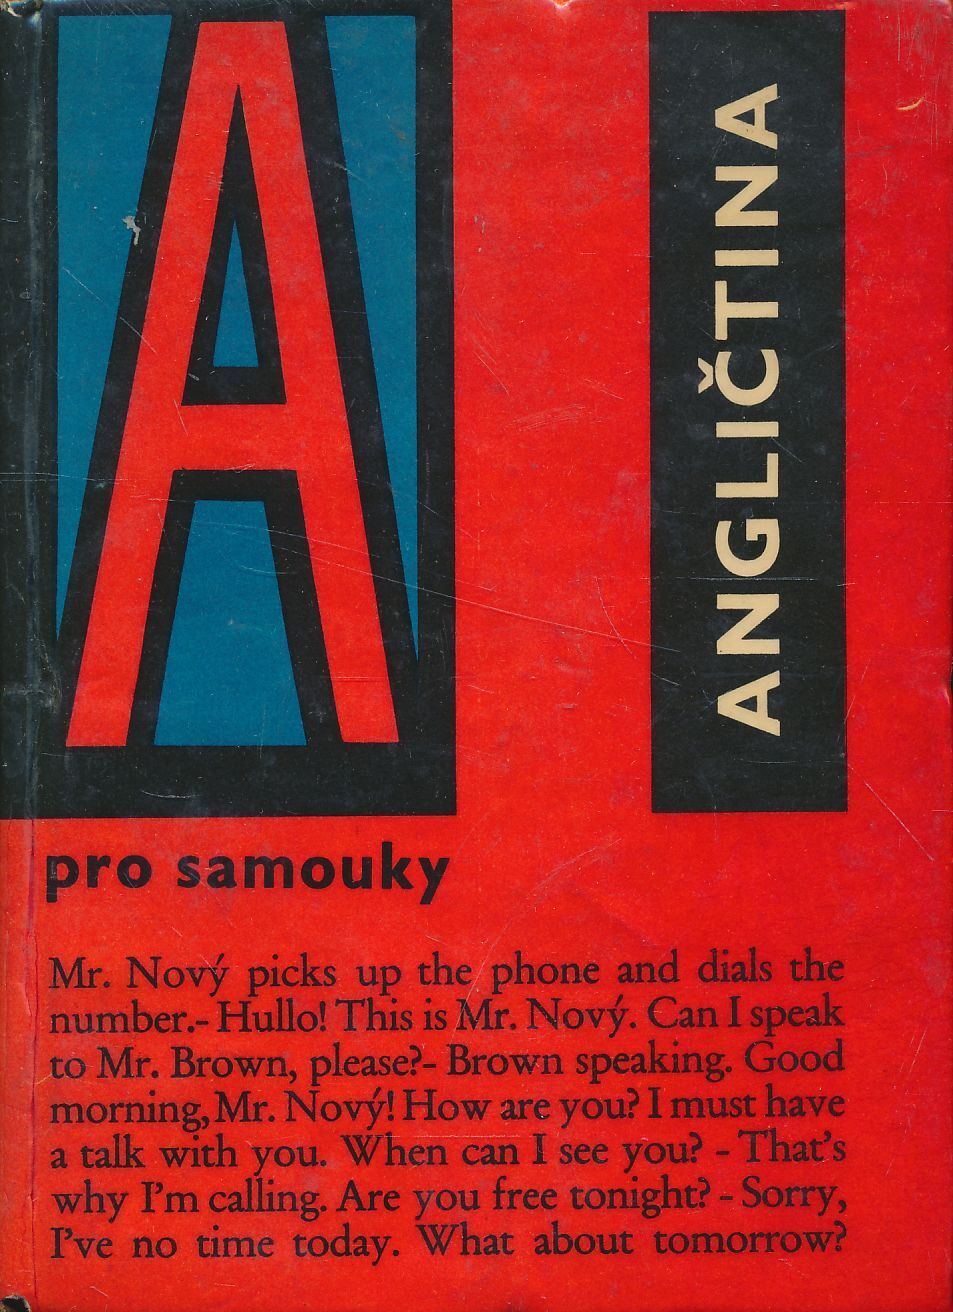 A
ANGLIČTINA
pro samouky
Mr. Nový picks up the phone and dials the
number.- Hullo! This is Mr. Nový. Can I speak
to Mr. Brown, please?- Brown speaking. Good
morning, Mr. Nový! How are you? I must have
a talk with you. When can I see you? - That's
why I'm calling. Are you free tonight? - Sorry,
I've no time today. What about tomorrow?